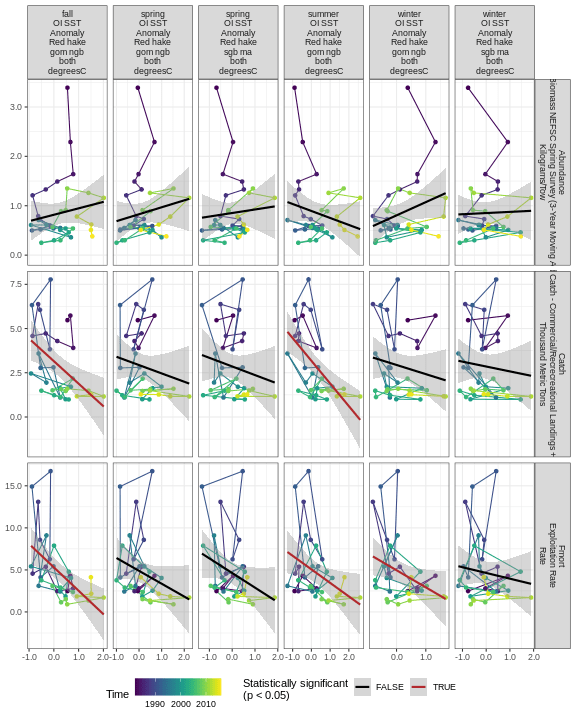 fall
OI SST
Anomaly
Red hake
gom ngb
both
degreesC
spring
OI SST
Anomaly
Red hake
gom ngb
both
degreesC
spring
OI SST
Anomaly
Red hake
sgb ma
both
degreesC
summer
OI SST
Anomaly
Red hake
gom ngb
both
degreesC
winter
OI SST
Anomaly
Red hake
gom ngb
both
degreesC
winter
OI SST
Anomaly
Red hake
sgb ma
both
degreesC
3.0
2.0
1.0
0.0
Abundance
Biomass NEFSC Spring Survey (3-Year Moving A
Kilograms/Tow
7.5
5.0
2.5
0.0
Catch
Catch - Commercial/Recreational Landings +
Thousand Metric Tons
15.0
10.0
5.0
0.0
Fmort
Exploitation Rate
Rate
-1.0 0.0 1.0 2.0
-1.0 0.0 1.0 2.0
-1.0 0.0 1.0 2.0
-1.0 0.0 1.0 2.0
0.0 1.0
-1.0 0.0 1.0 2.0
Time
1990 2000 2010
Statistically significant
(p < 0.05)
FALSE
TRUE